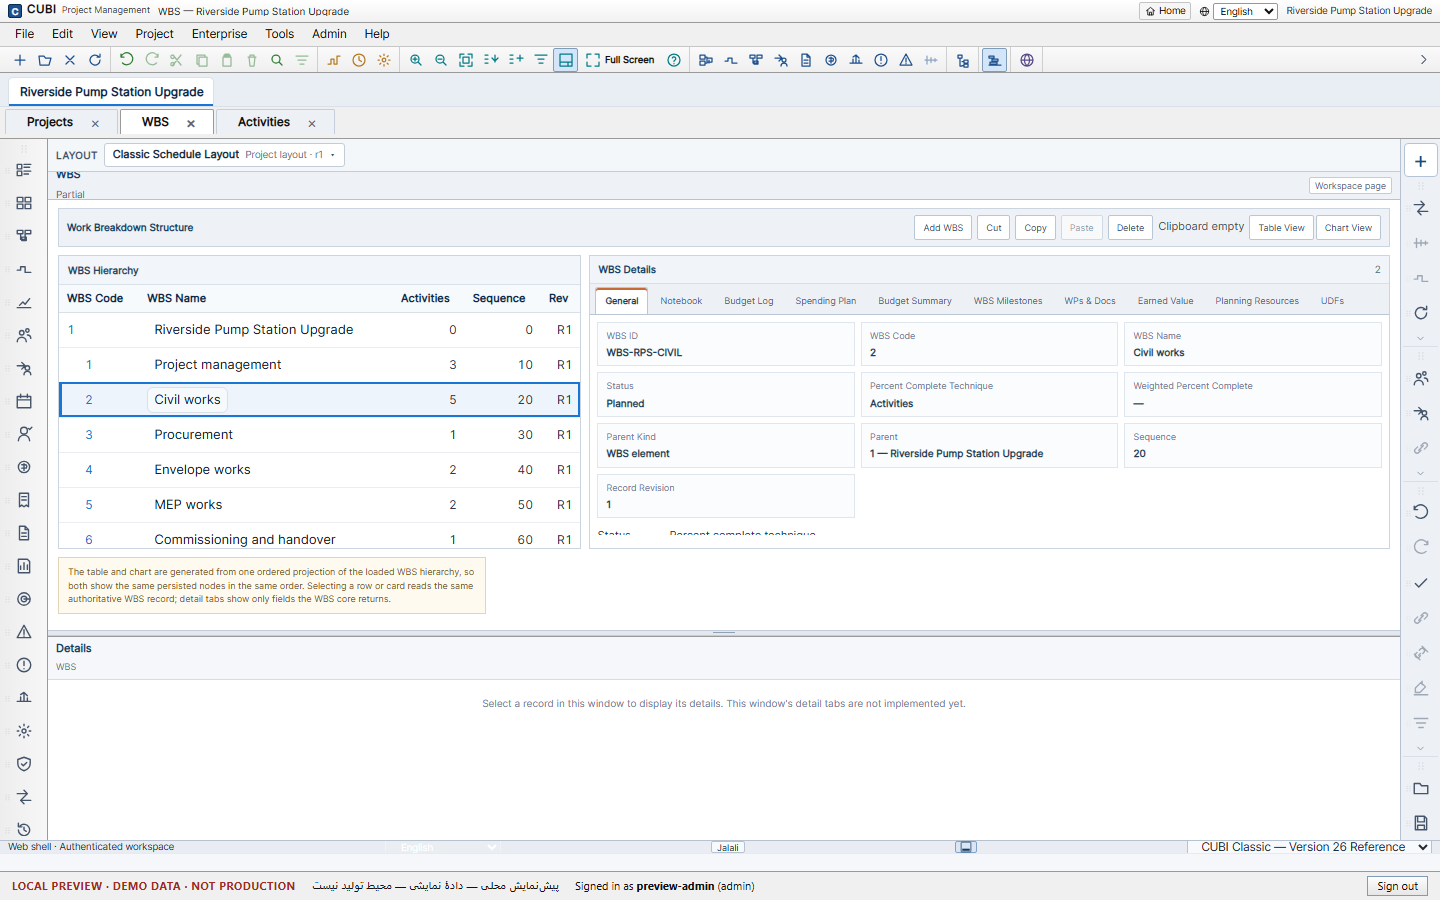 CUBI Project Management WBS — Riverside Pump Station Upgrade Home English Riverside Pump Station Upgrade
File Edit View Project Enterprise Tools Admin Help
Full Screen
Riverside Pump Station Upgrade
Projects WBS Activities
LAYOUT Classic Schedule Layout Project layout · r1
WBS
Partial Workspace page
Work Breakdown Structure Add WBS Cut Copy Paste Delete Clipboard empty Table View Chart View
WBS Hierarchy
WBS Code WBS Name Activities Sequence Rev
1 Riverside Pump Station Upgrade 0 0 R1
1 Project management 3 10 R1
2 Civil works 5 20 R1
3 Procurement 1 30 R1
4 Envelope works 2 40 R1
5 MEP works 2 50 R1
6 Commissioning and handover 1 60 R1
WBS Details 2
General Notebook Budget Log Spending Plan Budget Summary WBS Milestones WPs & Docs Earned Value Planning Resources UDFs
WBS ID WBS Code WBS Name
WBS-RPS-CIVIL 2 Civil works
Status Percent Complete Technique Weighted Percent Complete
Planned Activities —
Parent Kind Parent Sequence
WBS element 1 — Riverside Pump Station Upgrade 20
Record Revision
1
Status Percent complete technique
The table and chart are generated from one ordered projection of the loaded WBS hierarchy, so
both show the same persisted nodes in the same order. Selecting a row or card reads the same
authoritative WBS record; detail tabs show only fields the WBS core returns.
Details
WBS
Select a record in this window to display its details. This window's detail tabs are not implemented yet.
Web shell · Authenticated workspace English Jalali CUBI Classic — Version 26 Reference
LOCAL PREVIEW · DEMO DATA · NOT PRODUCTION پیش‌نمایش محلی — دادهٔ نمایشی — محیط تولید نیست Signed in as preview-admin (admin) Sign out